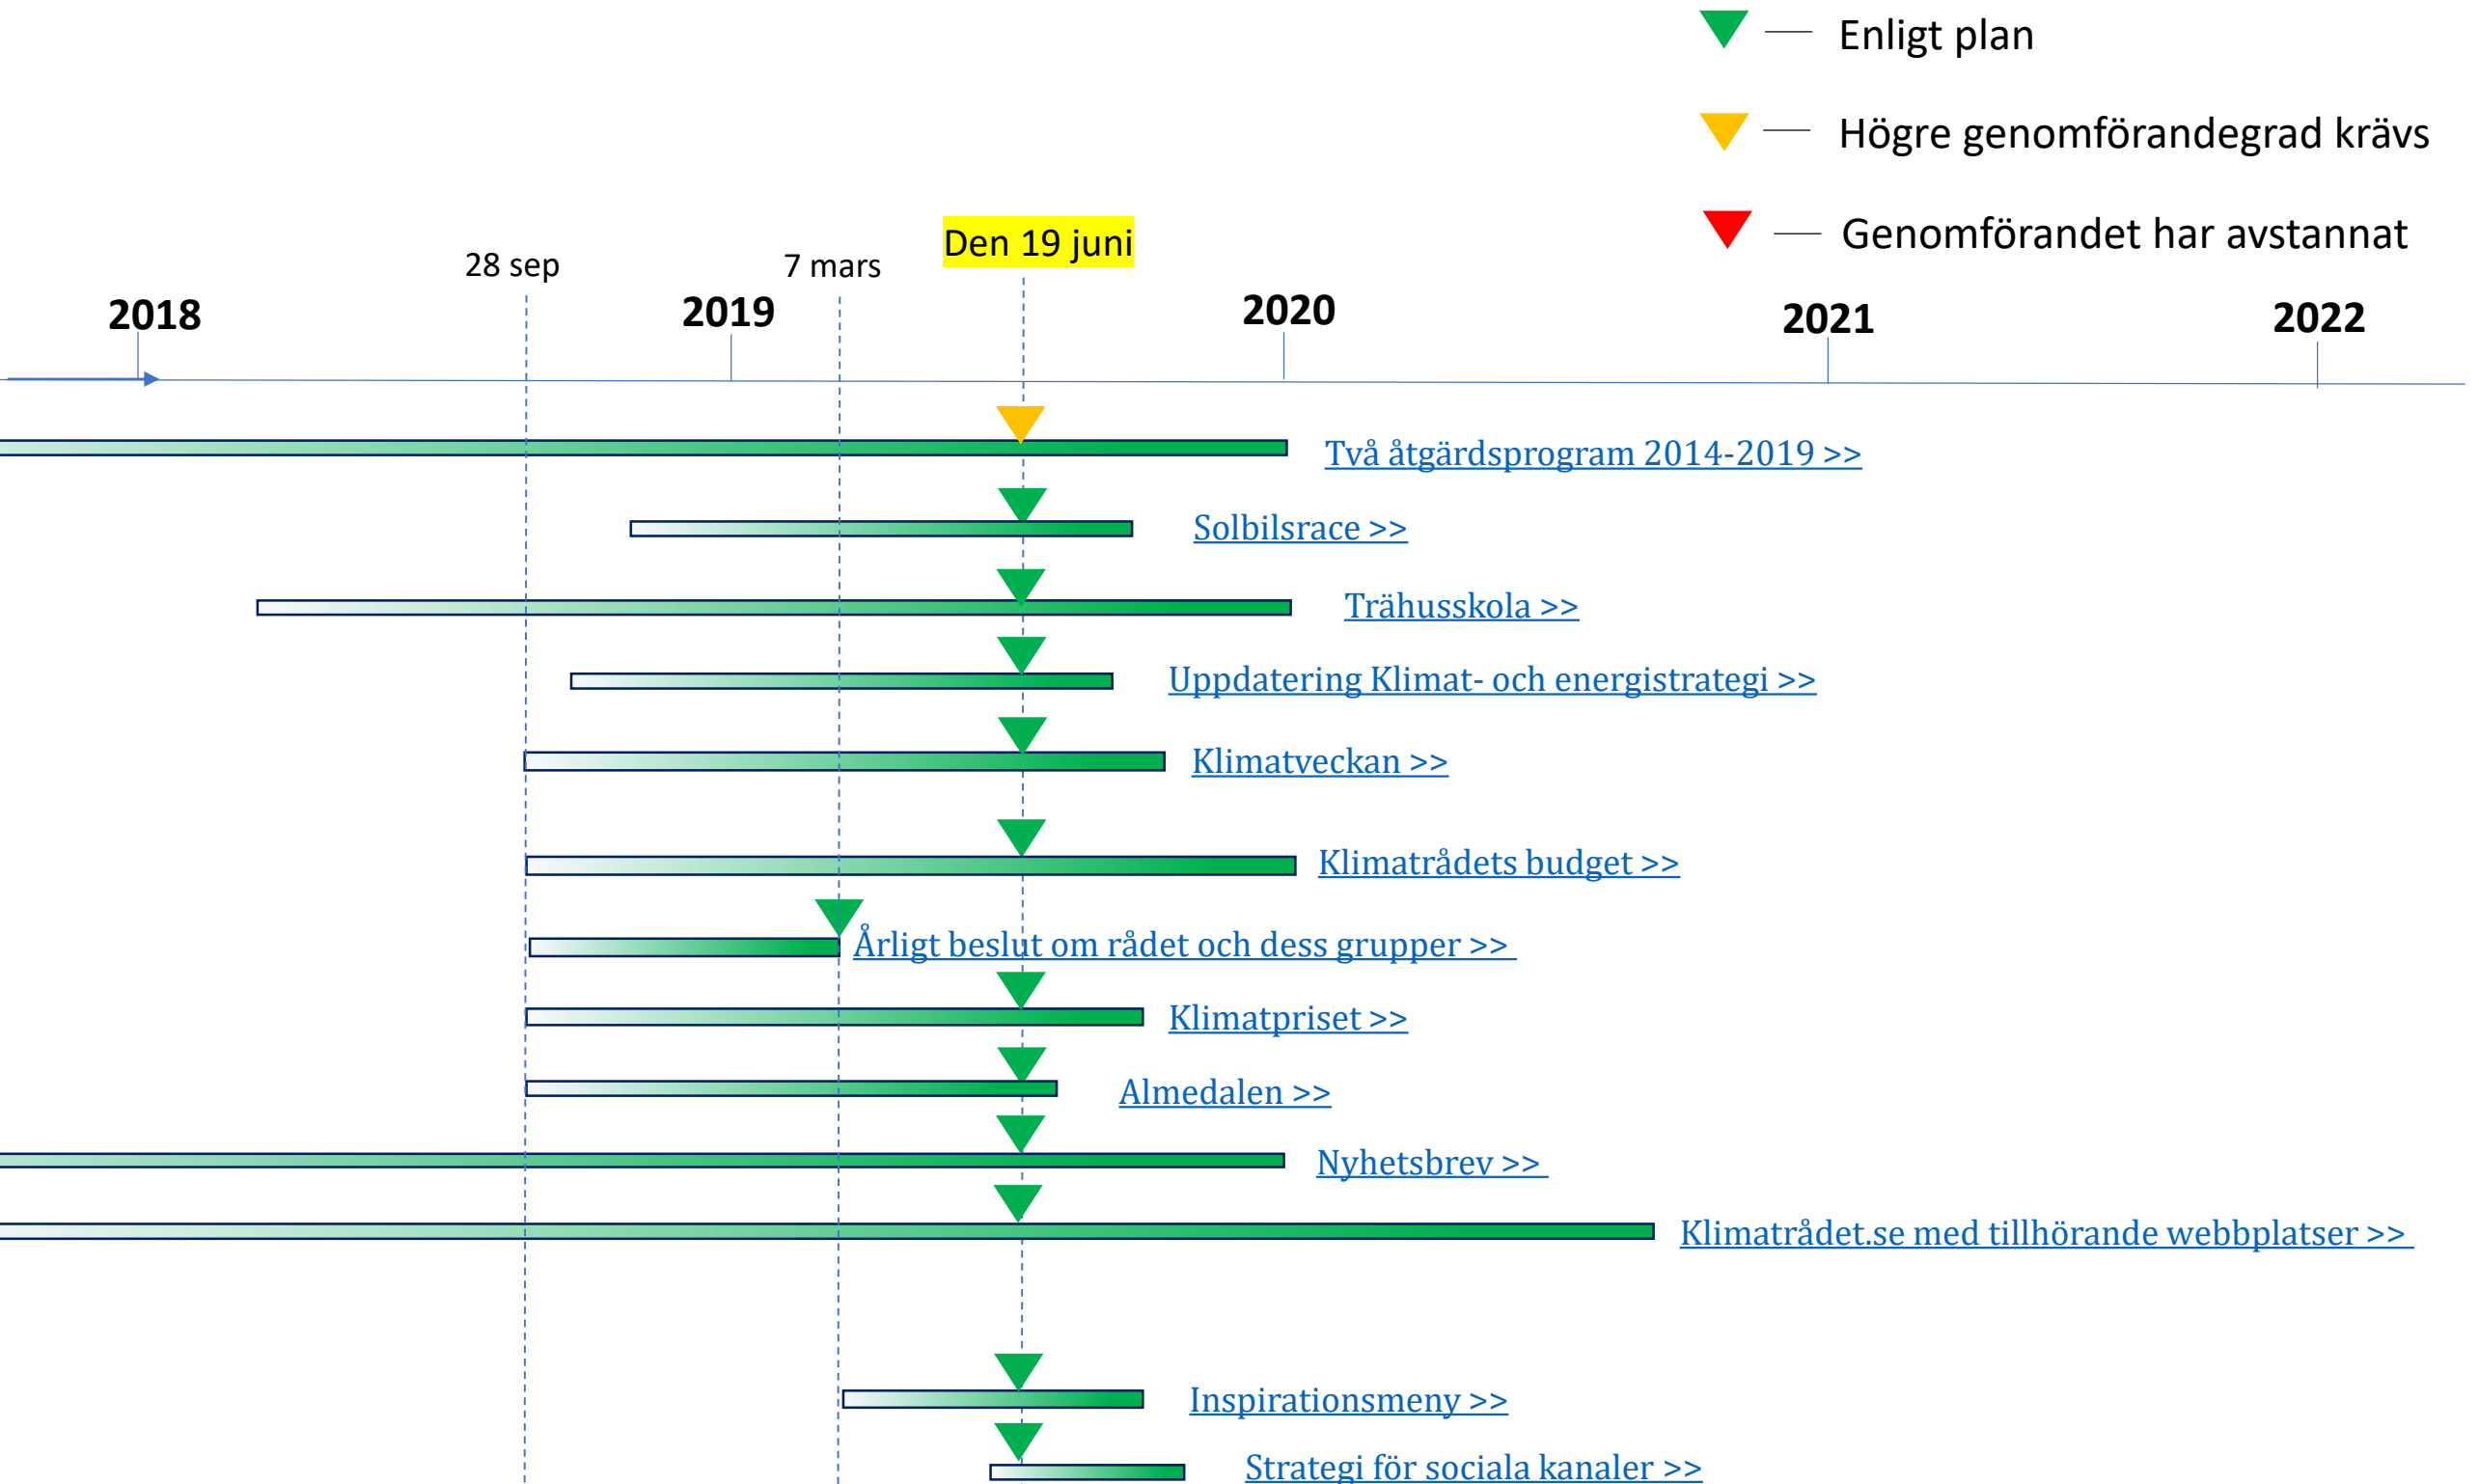 Enligt plan
Högre genomförandegrad krävs
Genomförandet har avstannat
Den 19 juni
28 sep
7 mars
2018
2019
2020
2021
2022
Två åtgärdsprogram 2014-2019 >>
Solbilsrace >>
Trähusskola >>
Uppdatering Klimat- och energistrategi >>
Klimatveckan >>
Klimatrådets budget >>
Årligt beslut om rådet och dess grupper >>
Klimatpriset >>
Almedalen >>
Nyhetsbrev >>
Klimatrådet.se med tillhörande webbplatser >>
Inspirationsmeny >>
Strategi för sociala kanaler >>